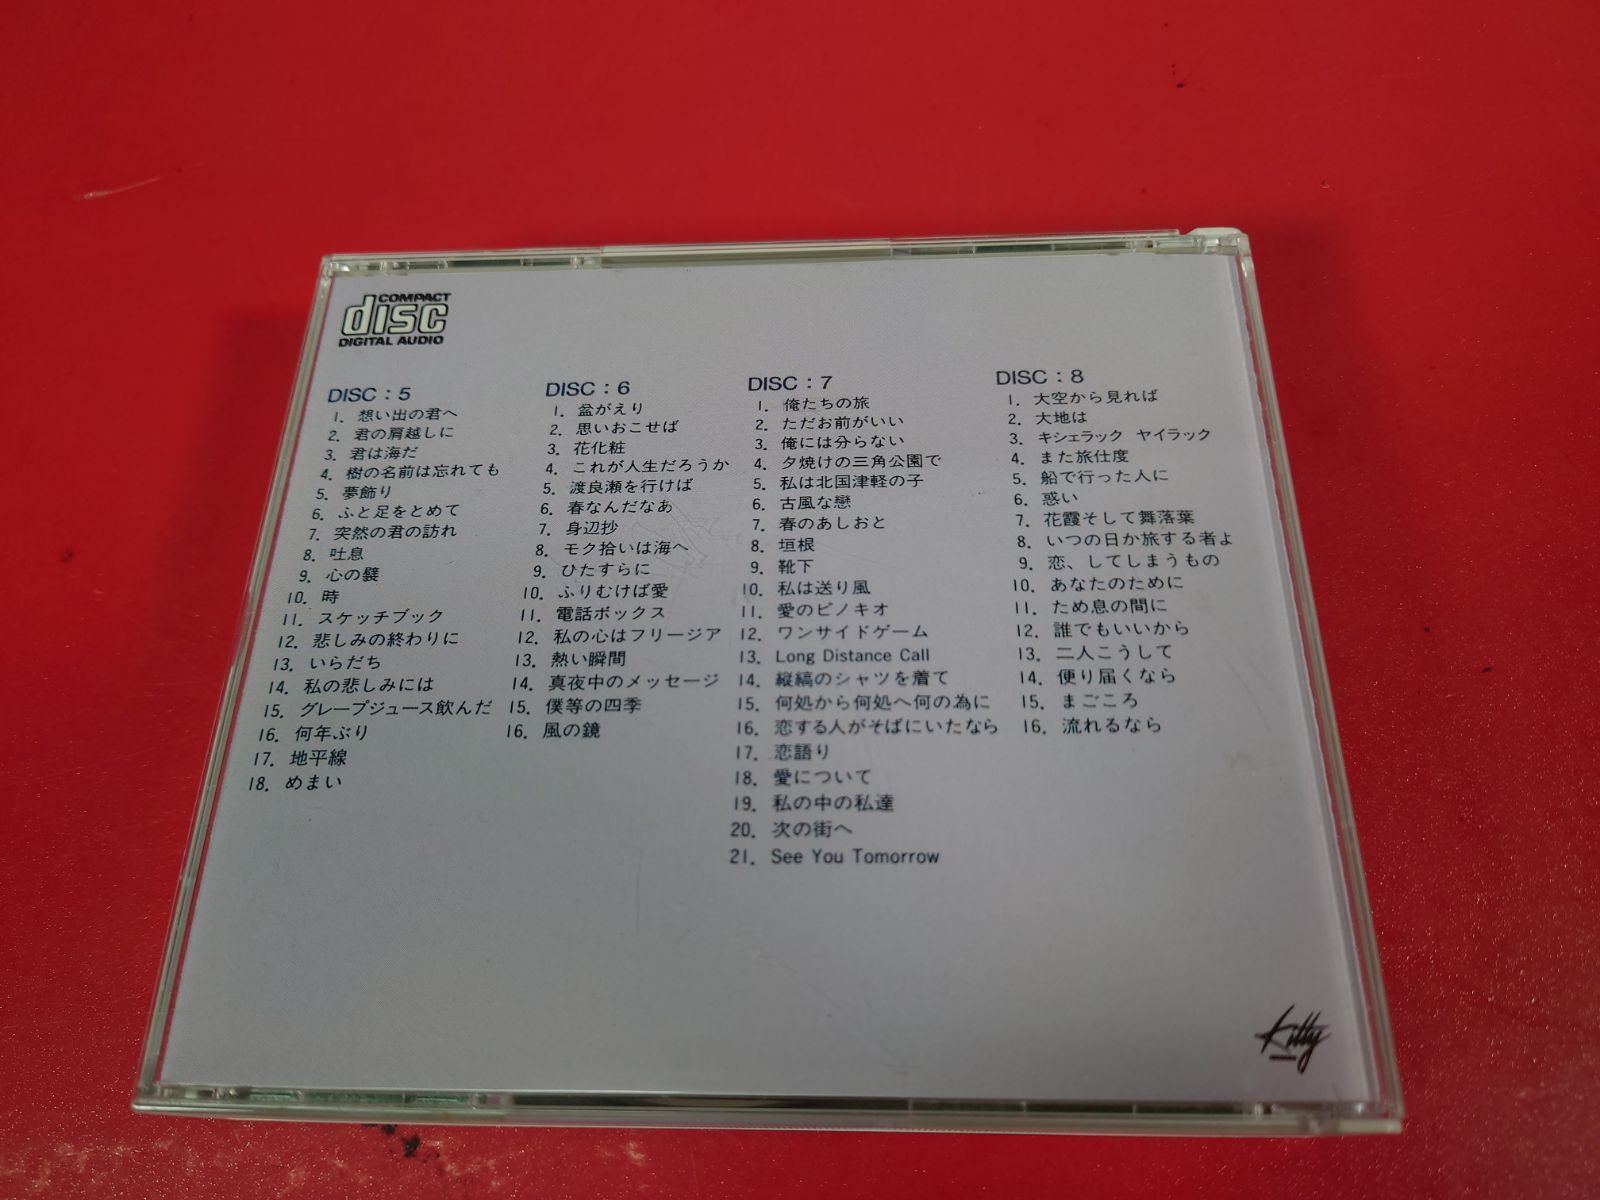 COMPACT
disc
DIGITAL AUDIO
DISC : 5
1. 想い出の君へ
2. 君の肩越しに
3. 君は海だ
4. 樹の名前は忘れても
5. 夢飾り
6. ふと足をとめて
7. 突然の君の訪れ
8. 吐息
9. 心の襞
10. 時
11. スケッチブック
12. 悲しみの終わりに
13. いらだち
14. 私の悲しみには
15. グレープジュース飲んだ
16. 何年ぶり
17. 地平線
18. めまい
DISC : 6
1. 盆がえり
2. 思いおこせば
3. 花化粧
4. これが人生だろうか
5. 渡良瀬を行けば
6. 春なんだなあ
7. 身辺抄
8. モク拾いは海へ
9. ひたすらに
10. ふりむけば愛
11. 電話ボックス
12. 私の心はフリージア
13. 熱い瞬間
14. 真夜中のメッセージ
15. 僕等の四季
16. 風の鏡
DISC : 7
1. 俺たちの旅
2. ただお前がいい
3. 俺には分らない
4. 夕焼けの三角公園で
5. 私は北国津軽の子
6. 古風な戀
7. 春のあしおと
8. 垣根
9. 靴下
10. 私は送り風
11. 愛のピノキオ
12. ワンサイドゲーム
13. Long Distance Call
14. 縦縞のシャツを着て
15. 何処から何処へ何の為に
16. 恋する人がそばにいたなら
17. 恋語り
18. 愛について
19. 私の中の私達
20. 次の街へ
21. See You Tomorrow
DISC : 8
1. 大空から見れば
2. 大地は
3. キシェラック ヤイラック
4. また旅仕度
5. 船で行った人に
6. 惑い
7. 花霞そして舞落葉
8. いつの日か旅する者よ
9. 恋、してしまうもの
10. あなたのために
11. ため息の間に
12. 誰でもいいから
13. 二人こうして
14. 便り届くなら
15. まごころ
16. 流れるなら
Kitty